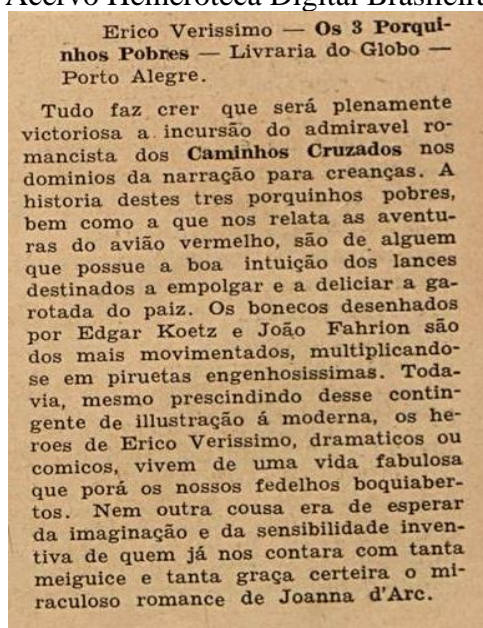 Acervo Hemeroteca Digital Brasileira
Erico Verissimo — Os 3 Porqui-
nhos Pobres — Livraria do Globo —
Porto Alegre.
Tudo faz crer que será plenamente
victoriosa a incursão do admiravel ro-
mancista dos Caminhos Cruzados nos
dominios da narração para creanças. A
historia destes tres porquinhos pobres,
bem como a que nos relata as aventu-
ras do avião vermelho, são de alguem
que possue a boa intuição dos lances
destinados a empolgar e a deliciar a ga-
rotada do paiz. Os bonecos desenhados
por Edgar Koetz e João Fahrion são
dos mais movimentados, multiplicando-
se em piruetas engenhosissimas. Toda-
via, mesmo prescindindo desse contin-
gente de illustração á moderna, os he-
roes de Erico Verissimo, dramaticos ou
comicos, vivem de uma vida fabulosa
que porá os nossos fedelhos boquiaber-
tos. Nem outra cousa era de esperar
da imaginação e da sensibilidade inven-
tiva de quem já nos contara com tanta
meiguice e tanta graça certeira o mi-
raculoso romance de Joanna d'Arc.